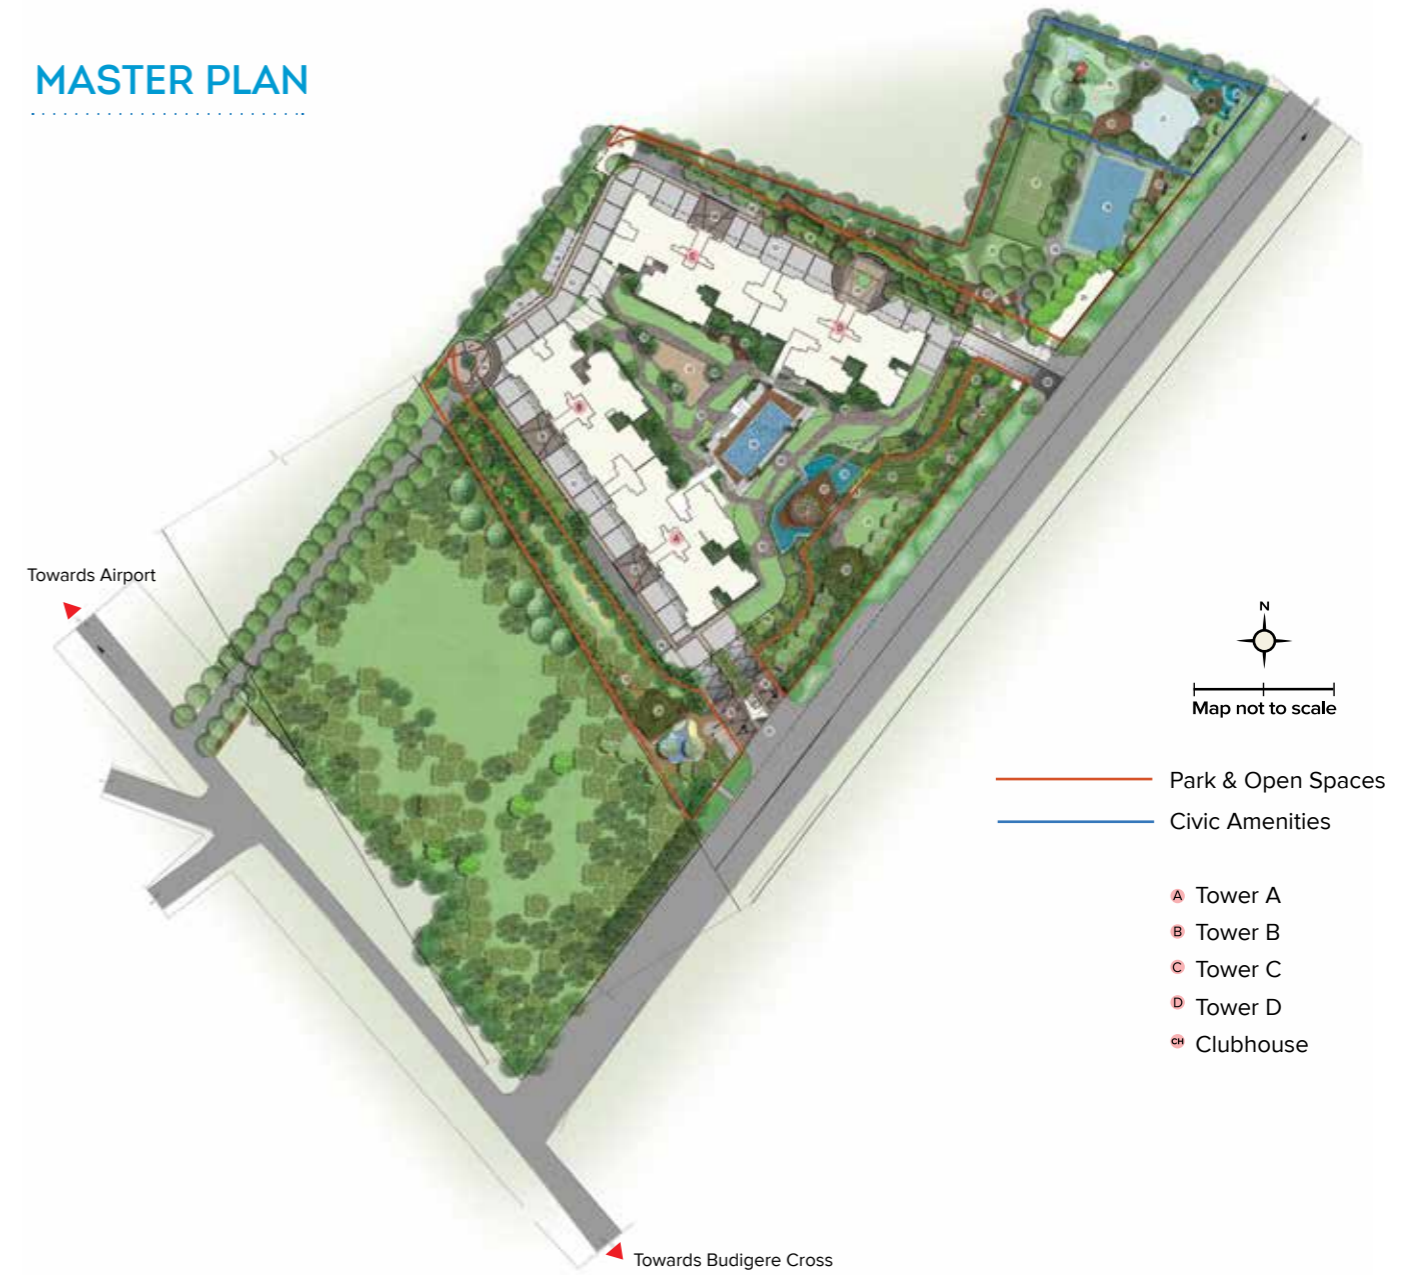 MASTER PLAN
Towards Airport
N
Map not to scale
Park & Open Spaces
Civic Amenities
A Tower A
B Tower B
C Tower C
D Tower D
CH Clubhouse
C
D
B
A
Towards Budigere Cross